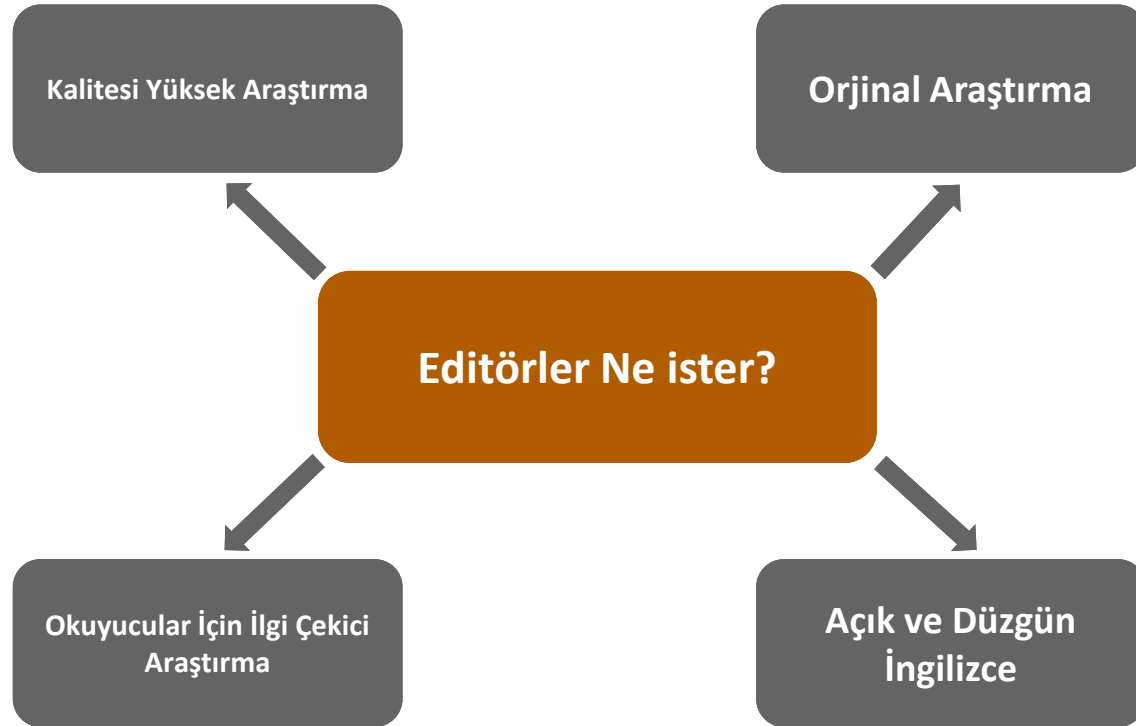 Kalitesi Yüksek Araştırma
Orjinal Araştırma
Editörler Ne ister?
Okuyucular İçin İlgi Çekici
Araştırma
Açık ve Düzgün
İngilizce